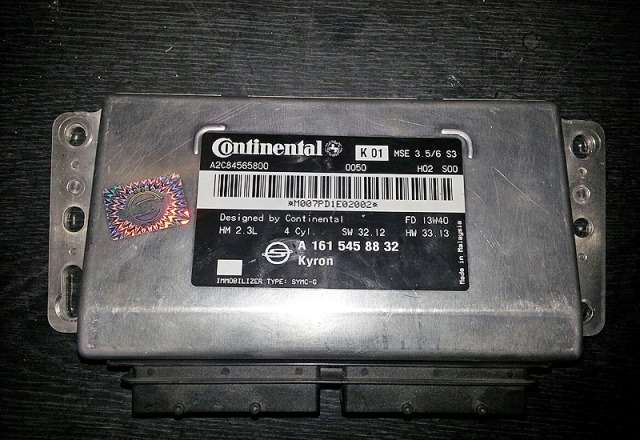 Continental K 01 MSE 3.5/6 S3
A2C84565800 0050 H02 S00
*M007PD1E02002*
Designed by Continental FD 13W40
HM 2.3L 4 Cyl. SW 32.12 HW 33.13
A 161 545 88 32
Kyron
IMMOBILIZER TYPE: SYMC-G
Made in Malaysia